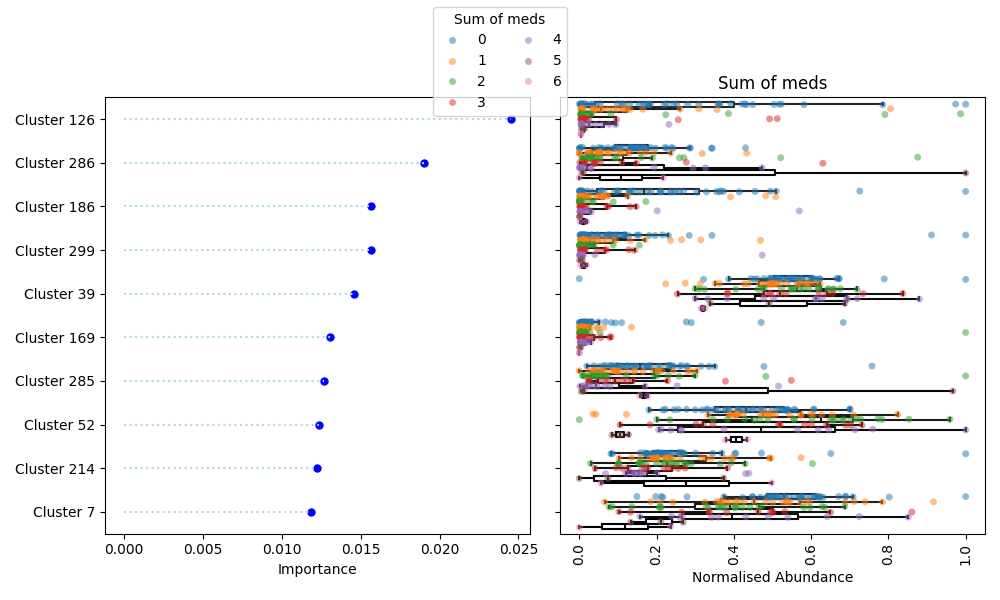 Sum of meds
0 4
1 5
2 6
3
Sum of meds
Cluster 126
Cluster 286
Cluster 186
Cluster 299
Cluster 39
Cluster 169
Cluster 285
Cluster 52
Cluster 214
Cluster 7
0.000 0.005 0.010 0.015 0.020 0.025
Importance
0.0 0.2 0.4 0.6 0.8 1.0
Normalised Abundance